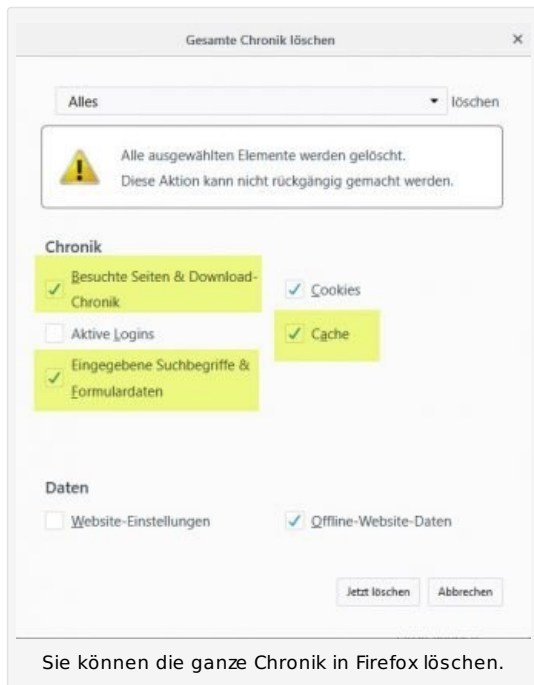 Gesamte Chronik löschen
Alles löschen
Alle ausgewählten Elemente werden gelöscht.
Diese Aktion kann nicht rückgängig gemacht werden.
Chronik
Besuchte Seiten & Download-
Chronik
Cookies
Aktive Logins
Cache
Eingegebene Suchbegriffe &
Formulardaten
Daten
Website-Einstellungen
Offline-Website-Daten
Jetzt löschen
Abbrechen
Sie können die ganze Chronik in Firefox löschen.